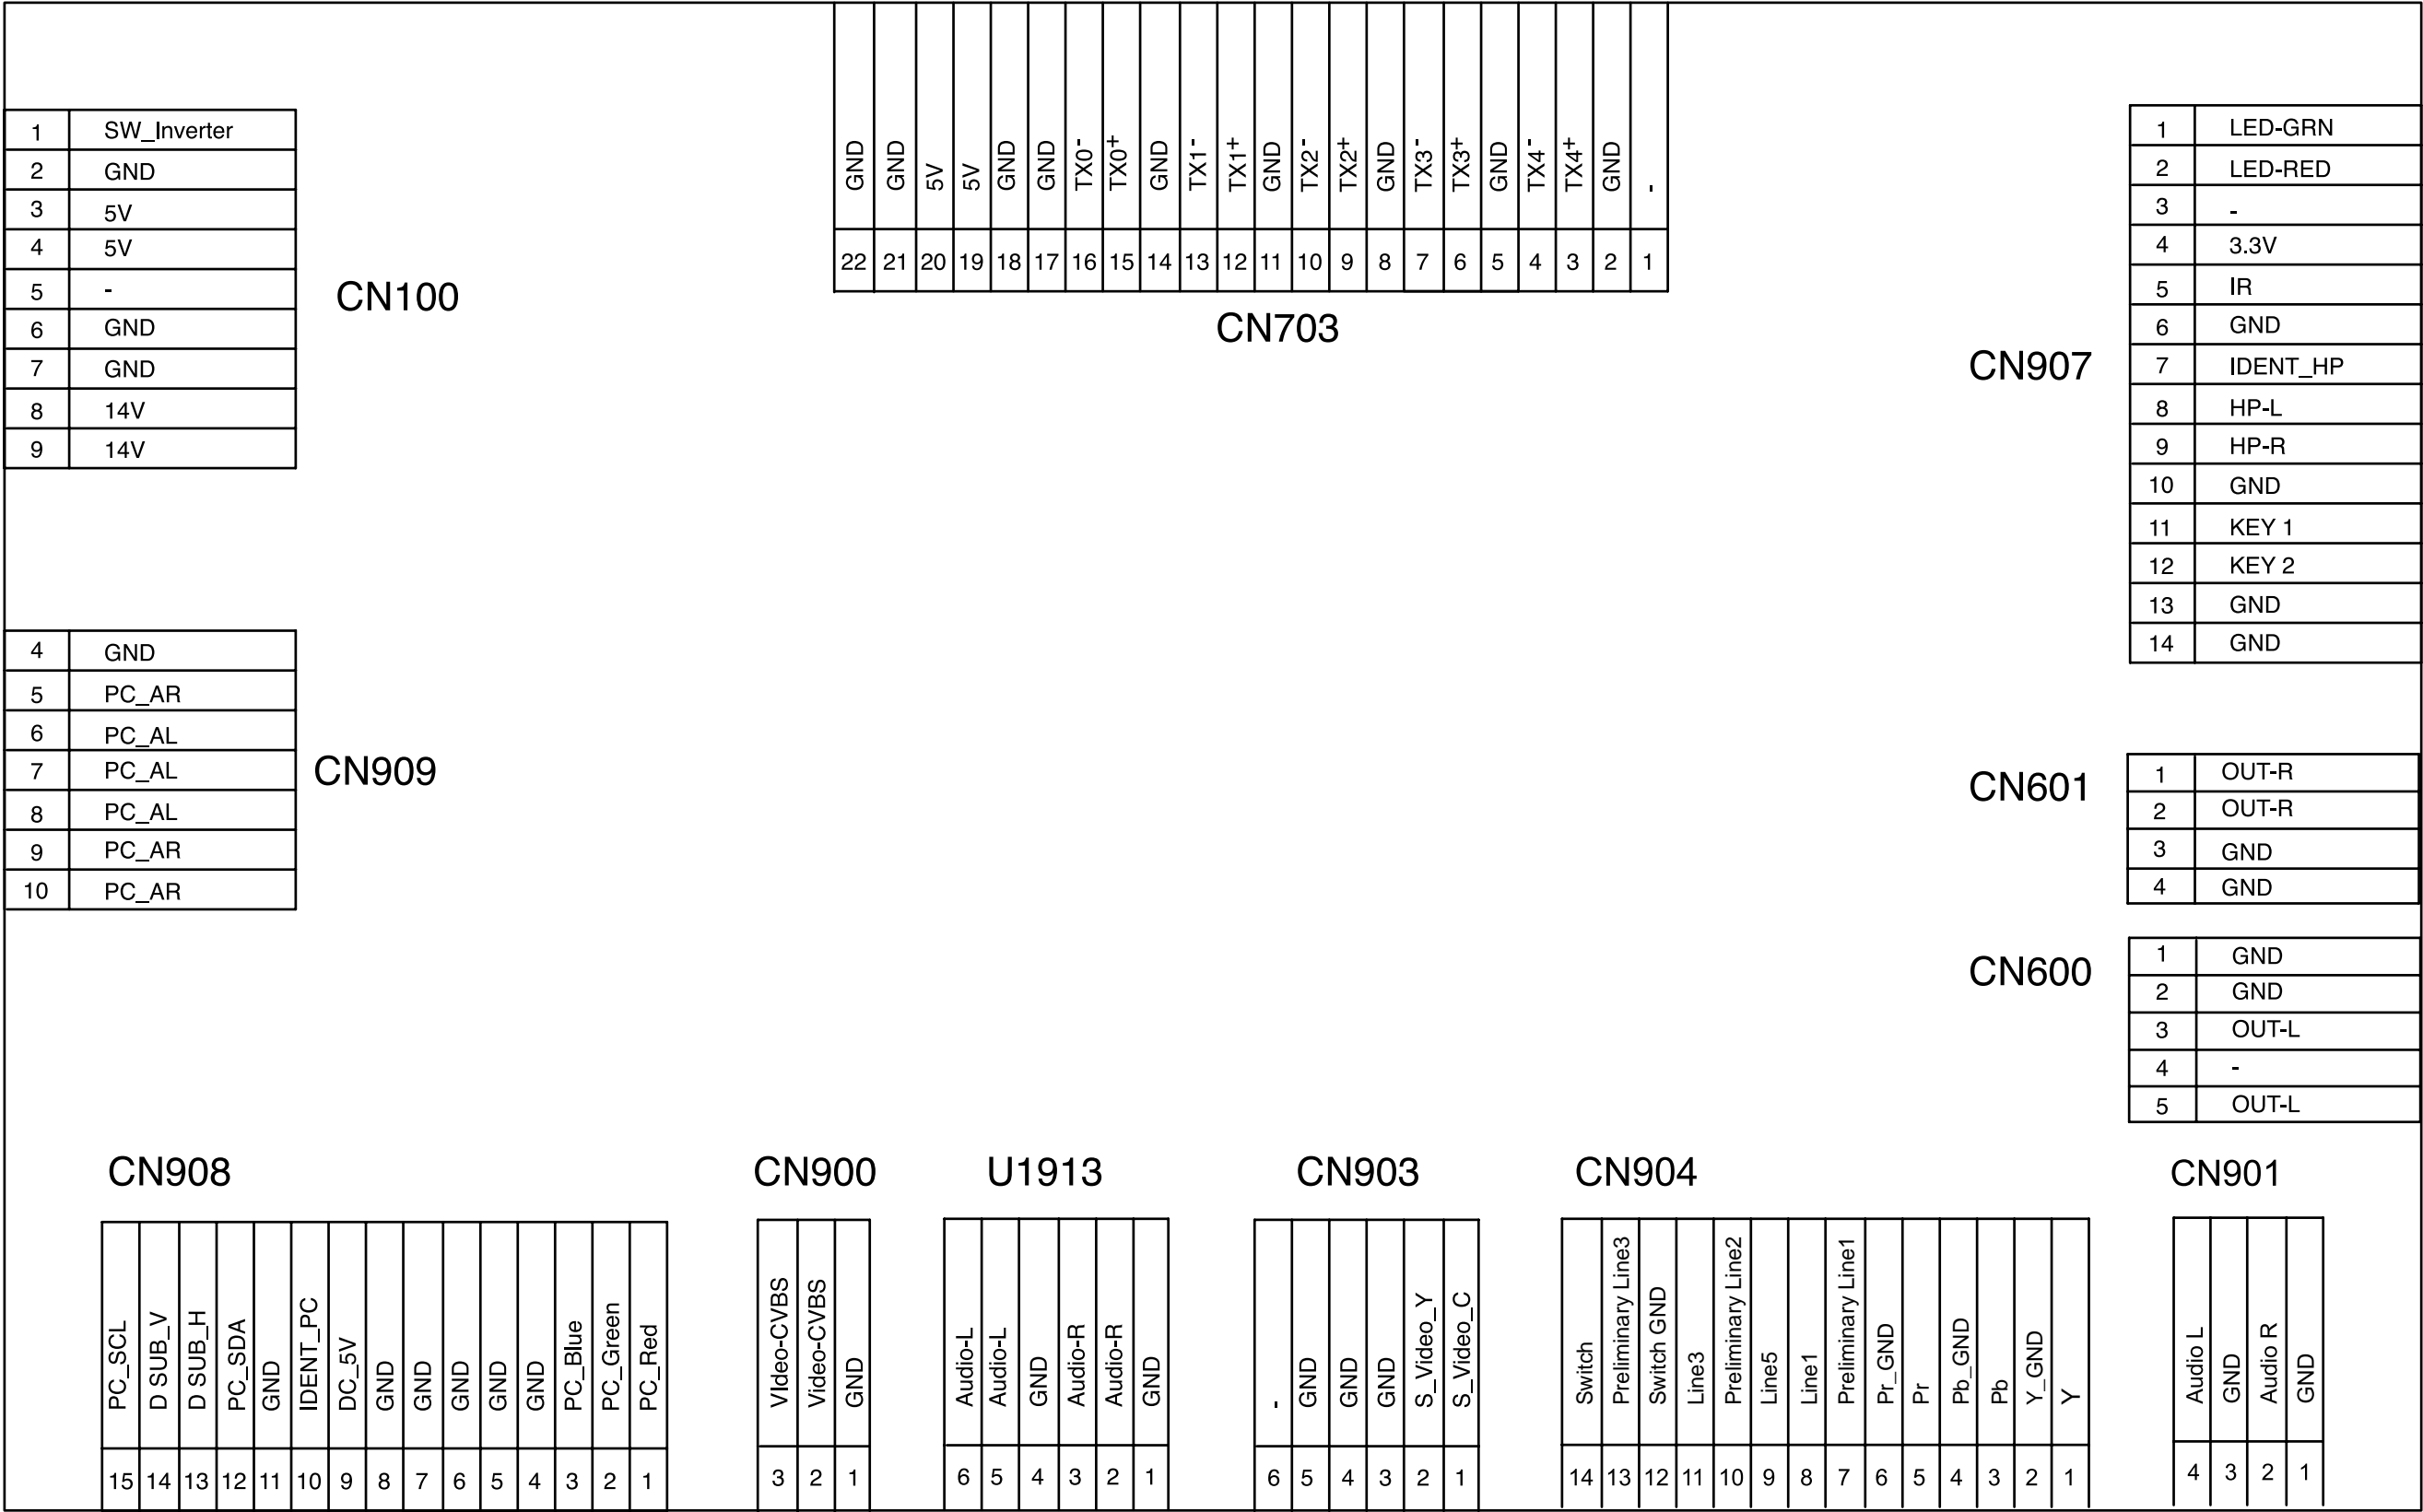 1 SW_Inverter
2 GND
3 5V
4 5V
5 -
6 GND
7 GND
8 14V
9 14V
CN100
GND GND 5V 5V GND GND TX0- TX0+ GND TX1- TX1+ GND TX2- TX2+ GND TX3- TX3+ GND TX4- TX4+ GND -
22 21 20 19 18 17 16 15 14 13 12 11 10 9 8 7 6 5 4 3 2 1
CN703
CN907
1 LED-GRN
2 LED-RED
3 -
4 3.3V
5 IR
6 GND
7 IDENT_HP
8 HP-L
9 HP-R
10 GND
11 KEY 1
12 KEY 2
13 GND
14 GND
4 GND
5 PC_AR
6 PC_AL
7 PC_AL
8 PC_AL
9 PC_AR
10 PC_AR
CN909
CN601
1 OUT-R
2 OUT-R
3 GND
4 GND
CN600
1 GND
2 GND
3 OUT-L
4 -
5 OUT-L
CN908
PC_SCL D SUB_V D SUB_H PC_SDA GND IDENT_PC DC_5V GND GND GND GND GND PC_Blue PC_Green PC_Red
15 14 13 12 11 10 9 8 7 6 5 4 3 2 1
CN900
VIdeo-CVBS Video-CVBS GND
3 2 1
U1913
Audio-L Audio-L GND Audio-R Audio-R GND
6 5 4 3 2 1
CN903
- GND GND GND S_Video_Y S_Video_C
6 5 4 3 2 1
CN904
Switch Preliminary Line3 Switch GND Line3 Preliminary Line2 Line5 Line1 Preliminary Line1 Pr_GND Pr Pb_GND Pb Y_GND Y
14 13 12 11 10 9 8 7 6 5 4 3 2 1
CN901
Audio L GND Audio R GND
4 3 2 1